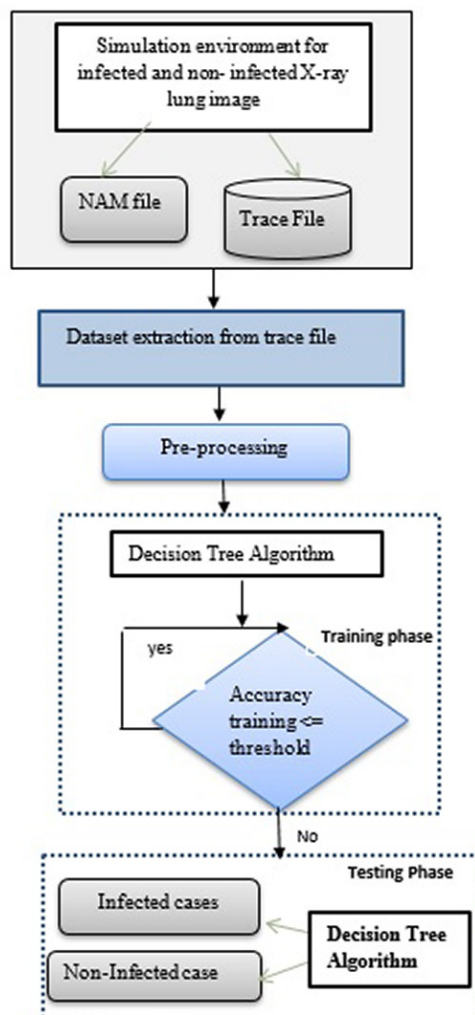 Simulation environment for
infected and non- infected X-ray
lung image
NAM file
Trace File
Dataset extraction from trace file
Pre-processing
Decision Tree Algorithm
Training phase
yes
Accuracy
training <=
threshold
No
Testing Phase
Infected cases
Decision Tree
Algorithm
Non-Infected case